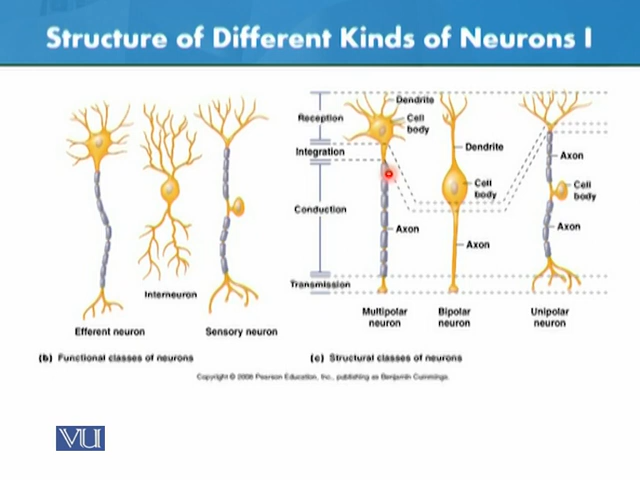 Structure of Different Kinds of Neurons I
Efferent neuron
Interneuron
Sensory neuron
(b) Functional classes of neurons
Reception
Integration
Conduction
Transmission
Dendrite
Cell
body
Axon
Multipolar
neuron
Dendrite
Cell
body
Axon
Bipolar
neuron
Axon
Cell
body
Axon
Unipolar
neuron
(c) Structural classes of neurons
Copyright © 2008 Pearson Education, Inc., publishing as Benjamin Cummings.
VU